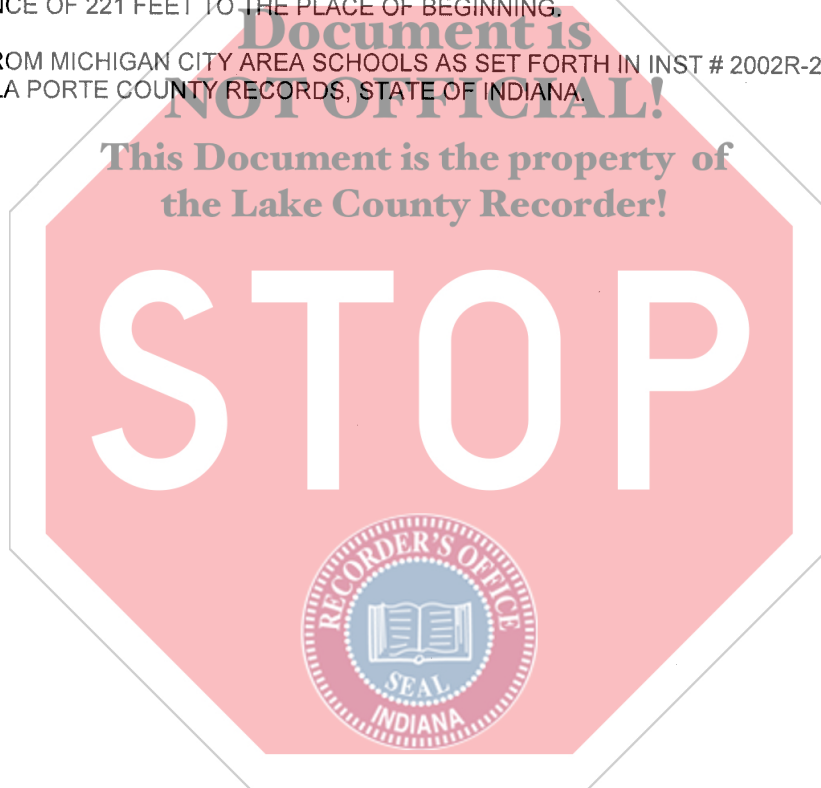 NCE OF 221 FEET TO THE PLACE OF BEGINNING.
Document is
ROM MICHIGAN CITY AREA SCHOOLS AS SET FORTH IN INST # 2002R-2
LA PORTE COUNTY RECORDS, STATE OF INDIANA.
NOT OFFICIAL!
This Document is the property of
the Lake County Recorder!
STOP
RECORDER'S OFFICE
SEAL
INDIANA